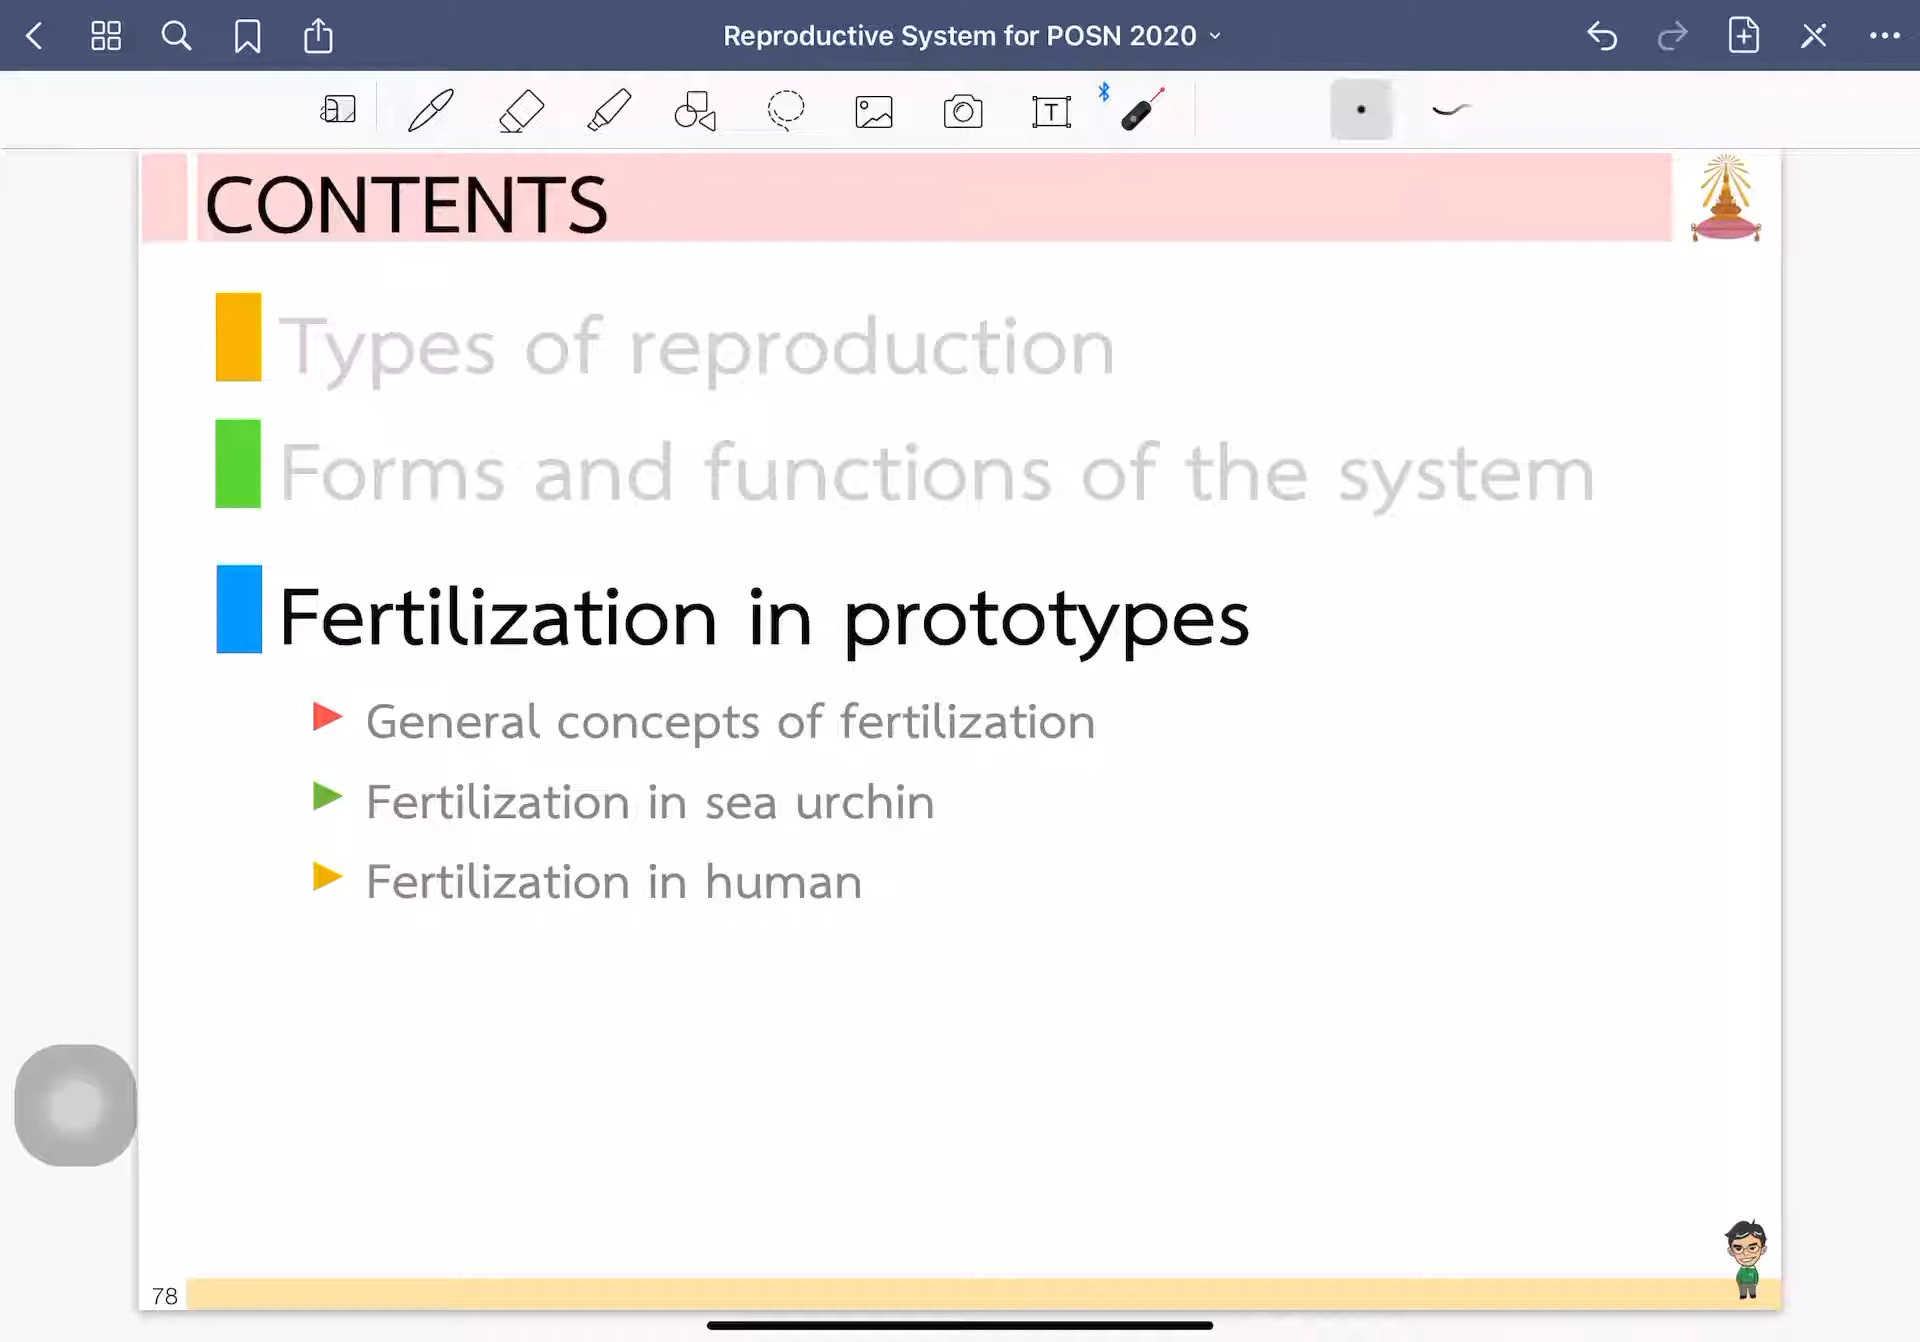 Reproductive System for POSN 2020
CONTENTS
Types of reproduction
Forms and functions of the system
Fertilization in prototypes
General concepts of fertilization
Fertilization in sea urchin
Fertilization in human
78